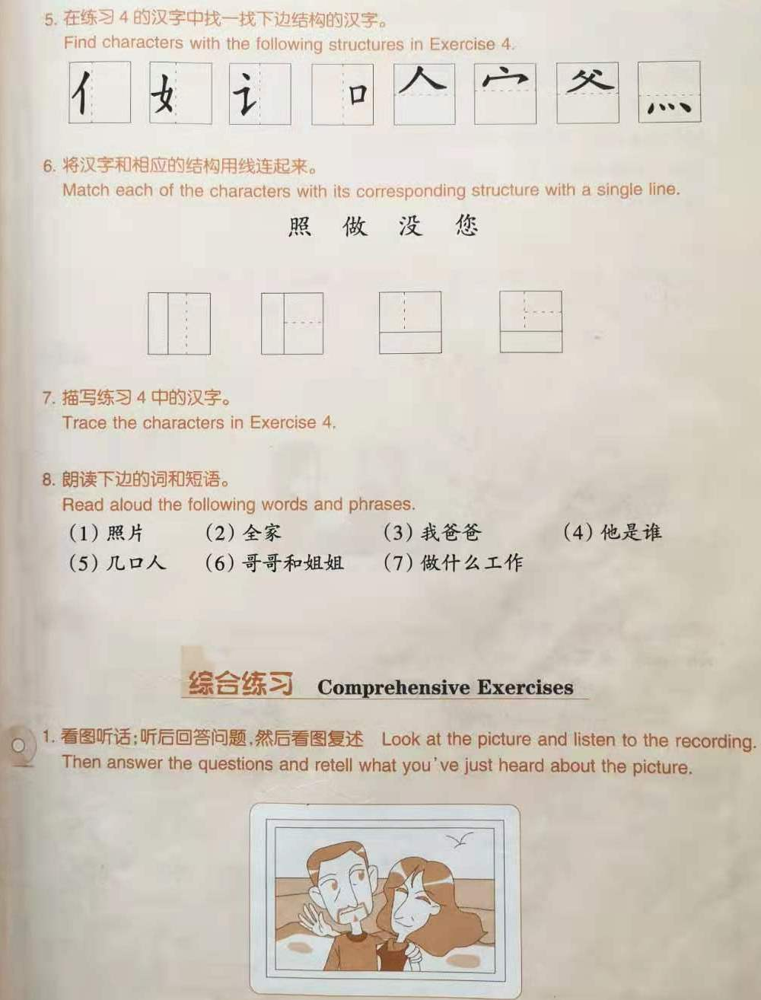 5. 在练习 4 的汉字中找一找下边结构的汉字。
Find characters with the following structures in Exercise 4.
亻 女 讠 口 人 宀 父 灬
6. 将汉字和相应的结构用线连起来。
Match each of the characters with its corresponding structure with a single line.
照 做 没 您
7. 描写练习 4 中的汉字。
Trace the characters in Exercise 4.
8. 朗读下边的词和短语。
Read aloud the following words and phrases.
(1) 照片 (2) 全家 (3) 我爸爸 (4) 他是谁
(5) 几口人 (6) 哥哥和姐姐 (7) 做什么工作
综合练习 Comprehensive Exercises
1. 看图听话;听后回答问题,然后看图复述 Look at the picture and listen to the recording.
Then answer the questions and retell what you've just heard about the picture.